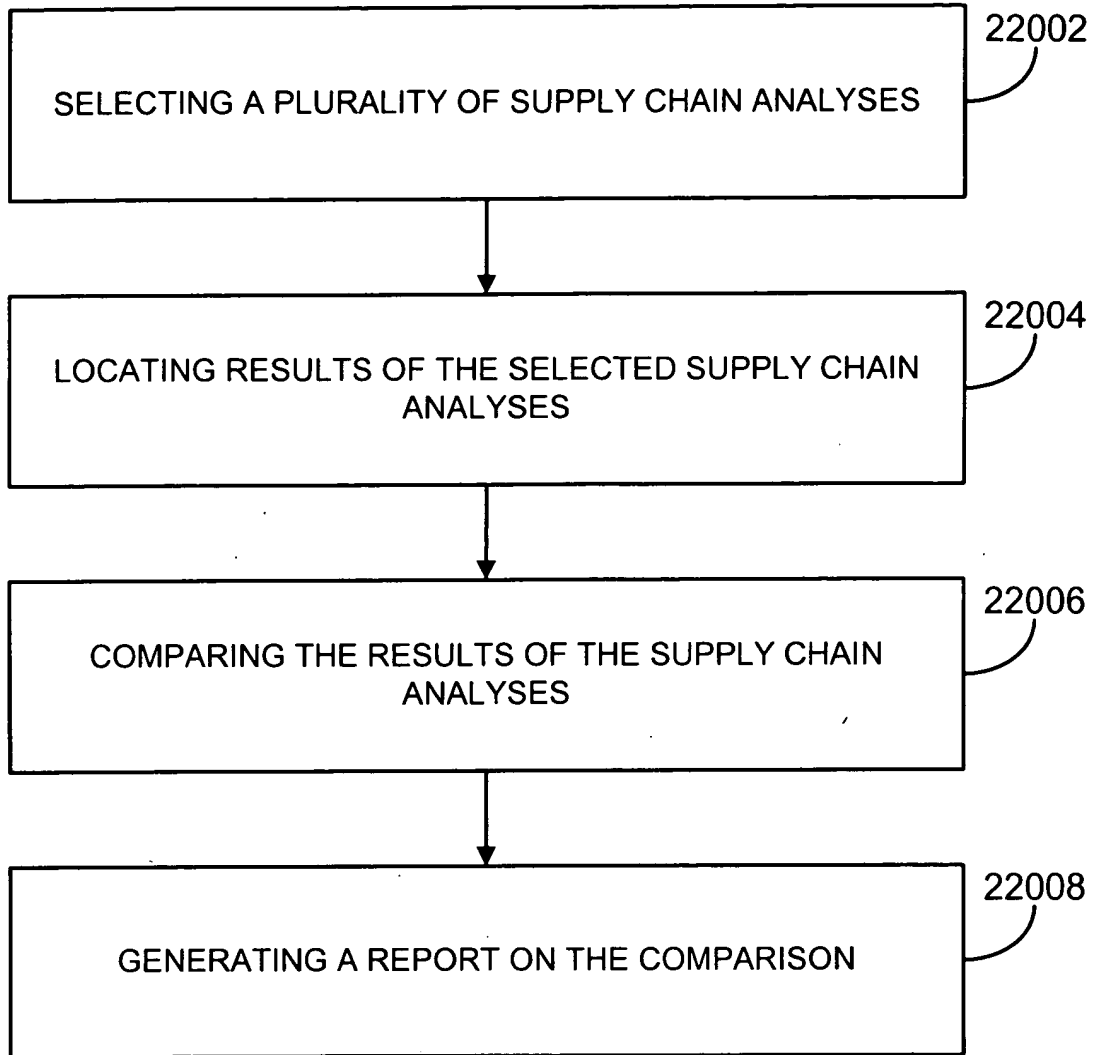 22002
SELECTING A PLURALITY OF SUPPLY CHAIN ANALYSES
22004
LOCATING RESULTS OF THE SELECTED SUPPLY CHAIN
ANALYSES
22006
COMPARING THE RESULTS OF THE SUPPLY CHAIN
ANALYSES
22008
GENERATING A REPORT ON THE COMPARISON